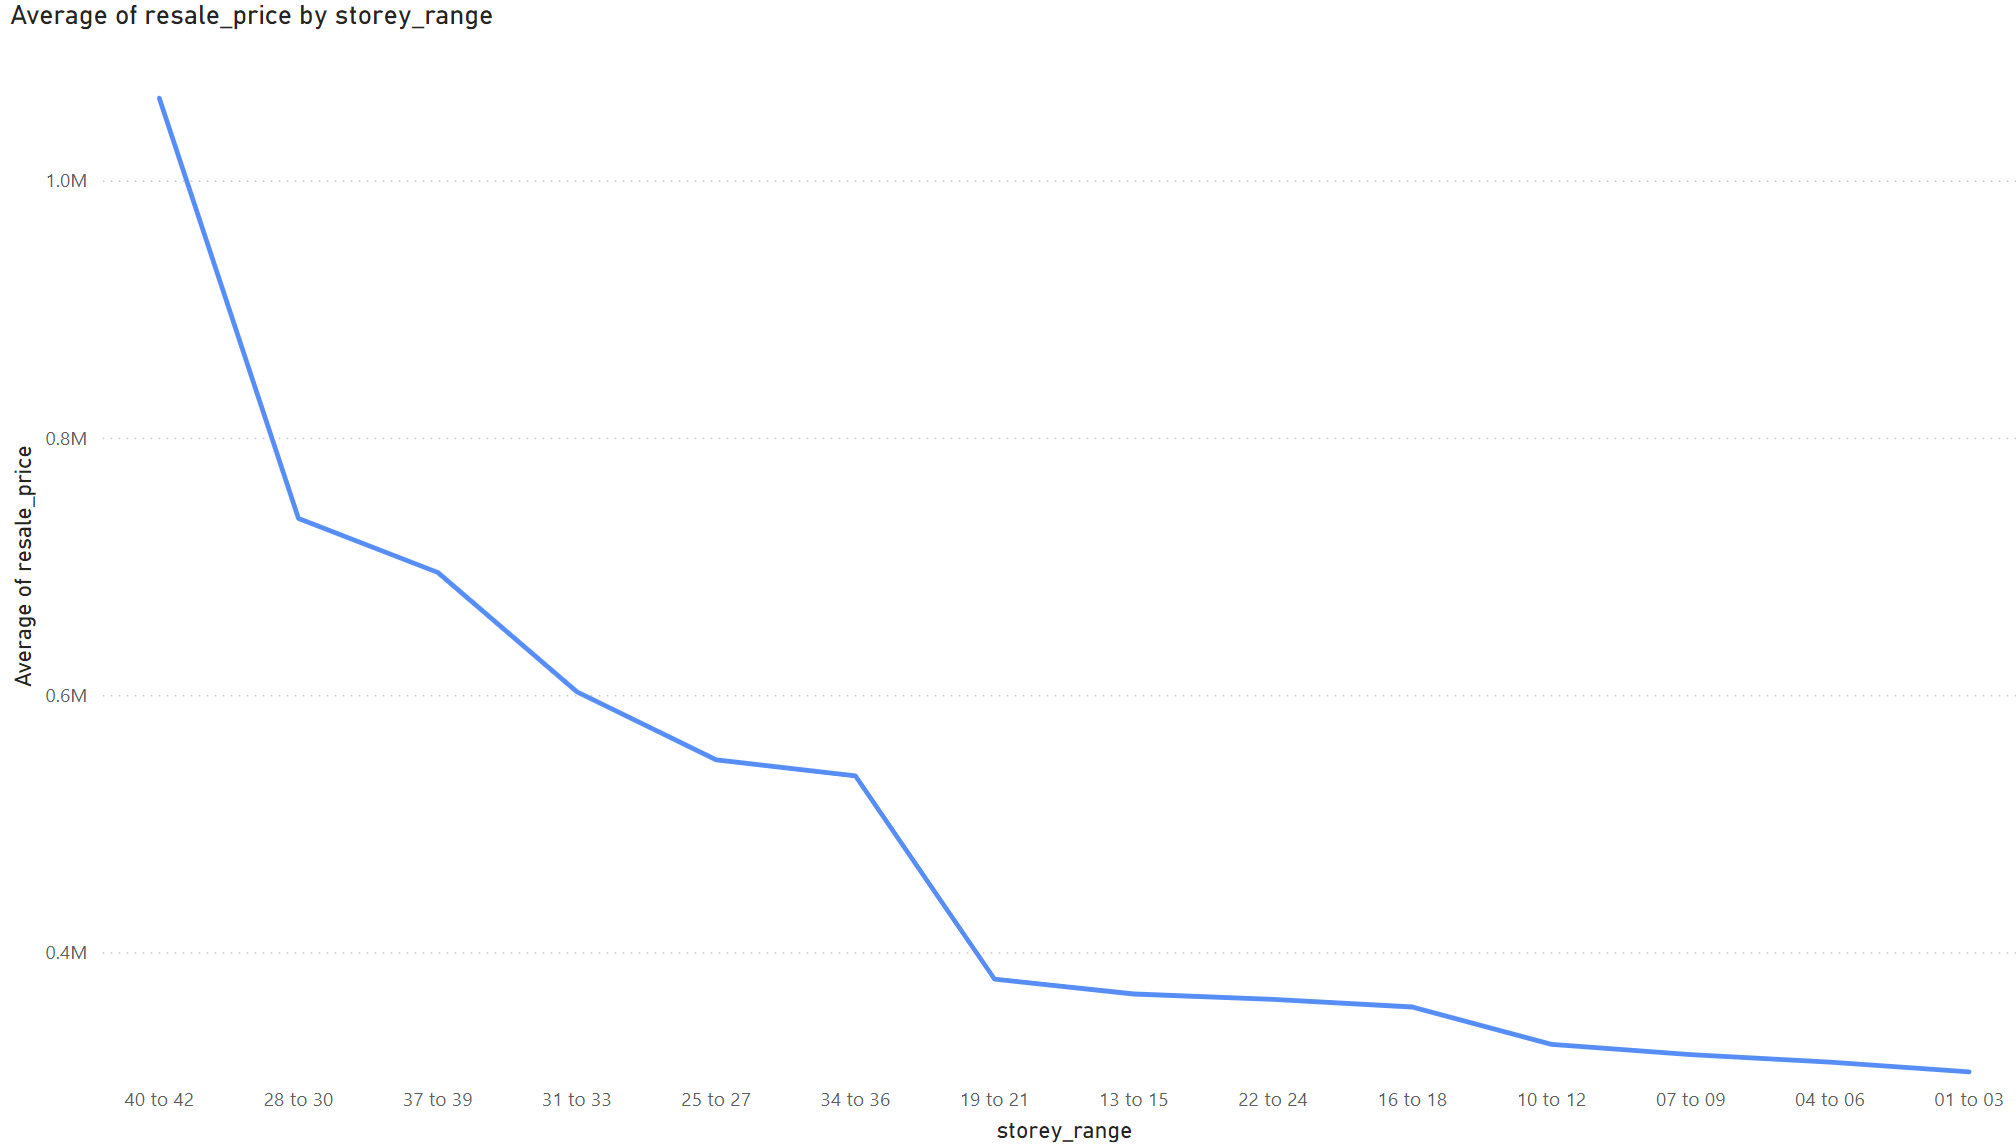 Average of resale_price by storey_range
1.0M
0.8M
0.6M
0.4M
Average of resale_price
40 to 42
28 to 30
37 to 39
31 to 33
25 to 27
34 to 36
19 to 21
13 to 15
22 to 24
16 to 18
10 to 12
07 to 09
04 to 06
01 to 03
storey_range